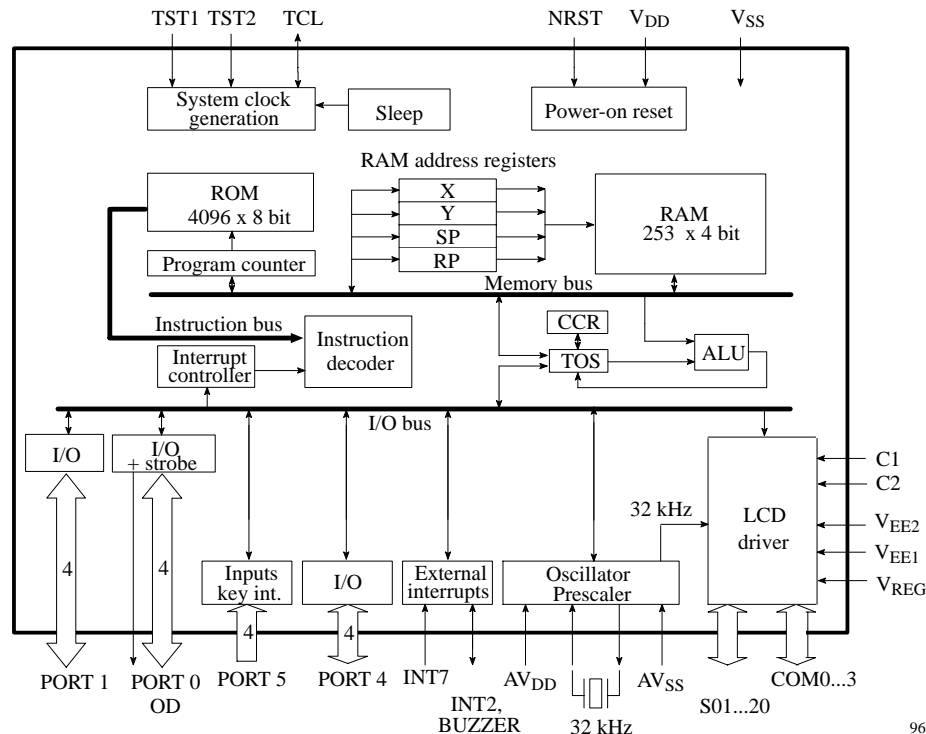 TST1 TST2 TCL NRST VDD VSS
System clock
generation
Sleep
Power-on reset
RAM address registers
ROM
4096 x 8 bit
X
Y
SP
RP
RAM
253 x 4 bit
Program counter
Memory bus
Instruction bus
Instruction
decoder
Interrupt
controller
CCR
TOS
ALU
I/O bus
I/O
I/O
+ strobe
32 kHz
LCD
driver
C1
C2
VEE2
VEE1
VREG
4
4
Inputs
key int.
I/O
External
interrupts
Oscillator
Prescaler
4
4
PORT 1
PORT 0
OD
PORT 5
PORT 4
INT7
INT2,
BUZZER
AVDD
32 kHz
AVSS
S01...20
COM0...3
96